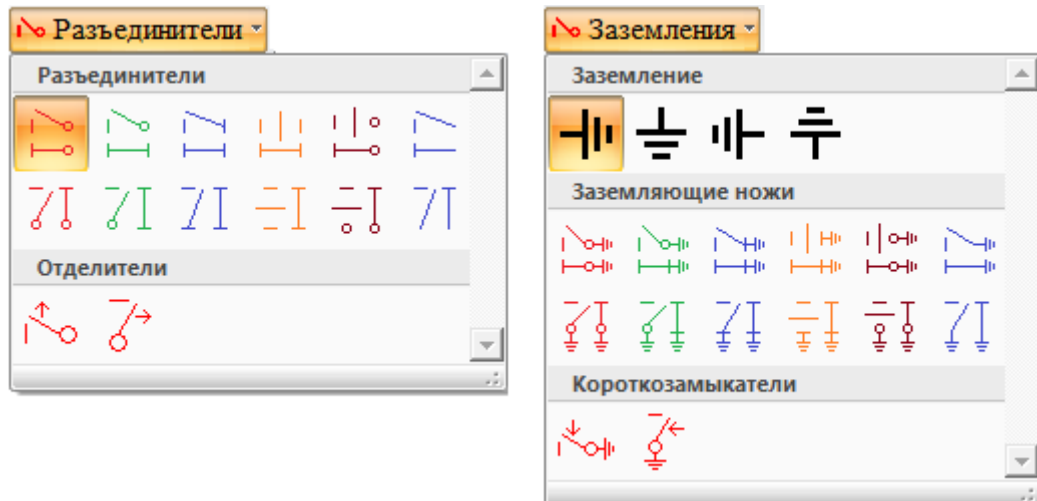 Разъединители
Разъединители
Отделители
Заземления
Заземление
Заземляющие ножи
Короткозамыкатели